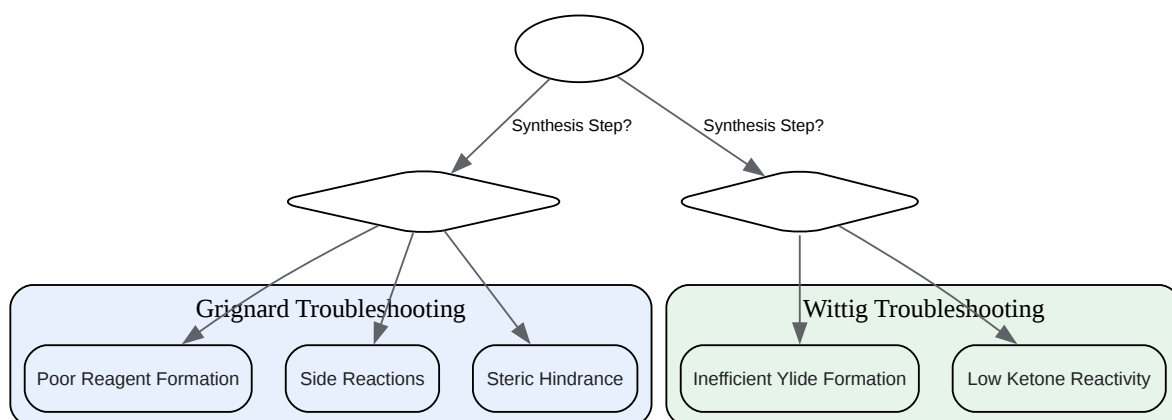 Synthesis Step?
Synthesis Step?
Grignard Troubleshooting
Wittig Troubleshooting
Poor Reagent Formation
Side Reactions
Steric Hindrance
Inefficient Ylide Formation
Low Ketone Reactivity